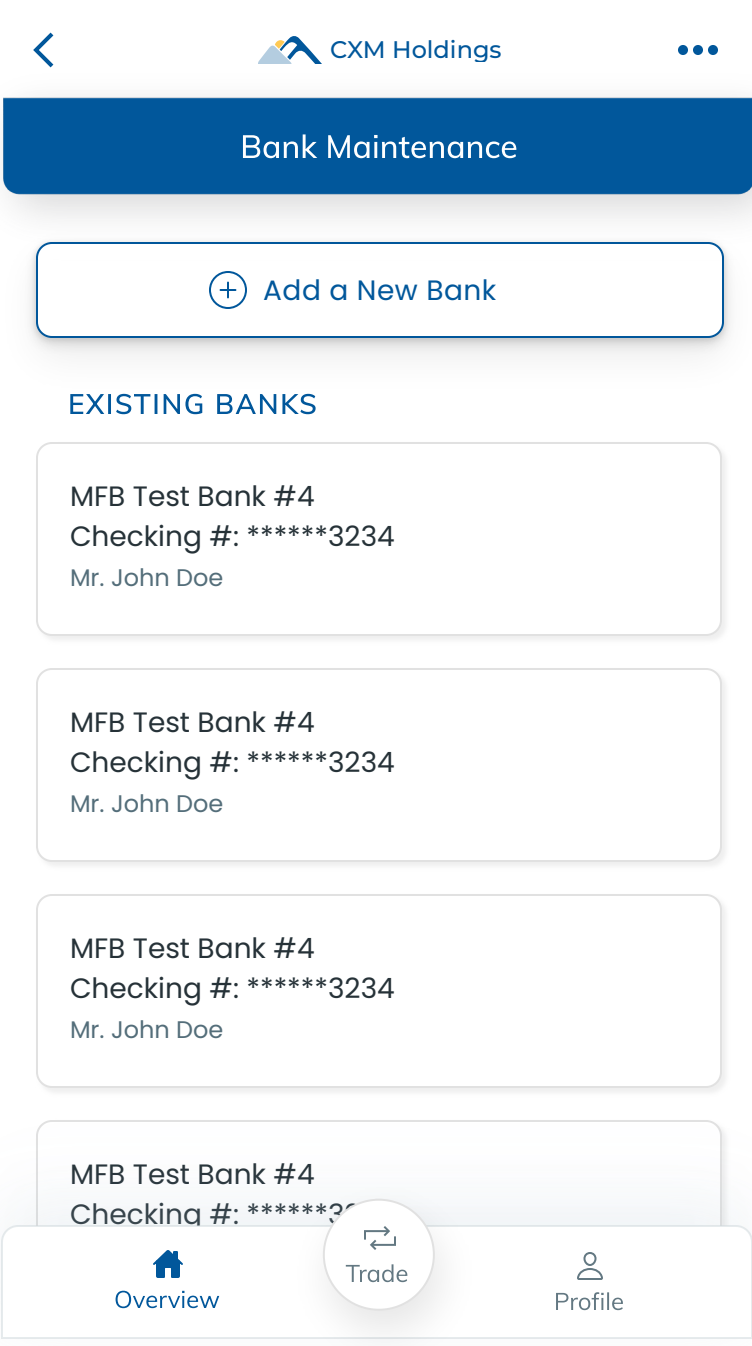 CXM Holdings
Bank Maintenance
Add a New Bank
EXISTING BANKS
MFB Test Bank #4
Checking #: ******3234
Mr. John Doe
MFB Test Bank #4
Checking #: ******3234
Mr. John Doe
MFB Test Bank #4
Checking #: ******3234
Mr. John Doe
MFB Test Bank #4
Checking #:
Trade
Overview
Profile